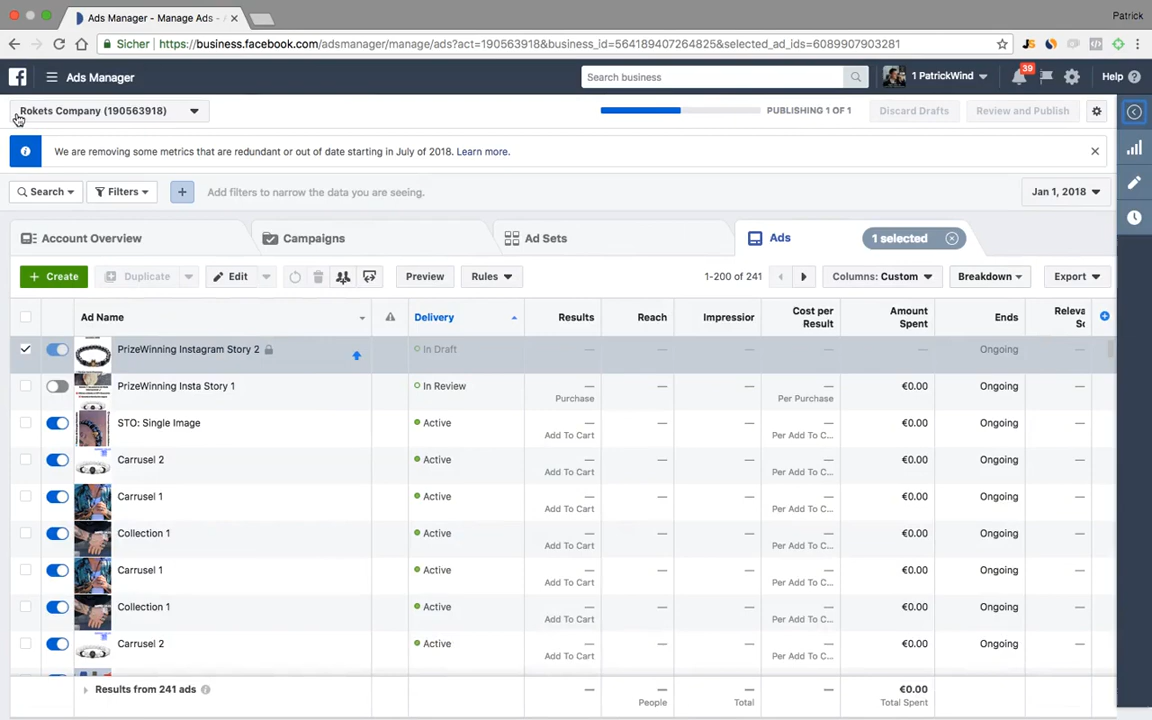 Ads Manager - Manage Ads -
Patrick
Sicher
https://business.facebook.com/adsmanager/manage/ads?act=190563918&business_id=564189407264825&selected_ad_ids=6089907903281
Ads Manager
Search business
1 PatrickWind
39
Help
Rokets Company (190563918)
PUBLISHING 1 OF 1
Discard Drafts
Review and Publish
We are removing some metrics that are redundant or out of date starting in July of 2018. Learn more.
Search
Filters
Add filters to narrow the data you are seeing.
Jan 1, 2018
Account Overview
Campaigns
Ad Sets
Ads
1 selected
+ Create
Duplicate
Edit
Preview
Rules
1-200 of 241
Columns: Custom
Breakdown
Export
Ad Name
Delivery
Results
Reach
Impression
Cost per Result
Amount Spent
Ends
Releva Sc
PrizeWinning Instagram Story 2 In Draft — — — — — Ongoing —
PrizeWinning Insta Story 1 In Review — — — — €0.00 Ongoing —
Purchase Per Purchase
STO: Single Image Active — — — — €0.00 Ongoing —
Add To Cart Per Add To C...
Carrusel 2 Active — — — — €0.00 Ongoing —
Add To Cart Per Add To C...
Carrusel 1 Active — — — — €0.00 Ongoing —
Add To Cart Per Add To C...
Collection 1 Active — — — — €0.00 Ongoing —
Add To Cart Per Add To C...
Carrusel 1 Active — — — — €0.00 Ongoing —
Add To Cart Per Add To C...
Collection 1 Active — — — — €0.00 Ongoing —
Add To Cart Per Add To C...
Carrusel 2 Active — — — — €0.00 Ongoing —
Add To Cart Per Add To C...
Results from 241 ads — — — — €0.00
People Total Total Spent